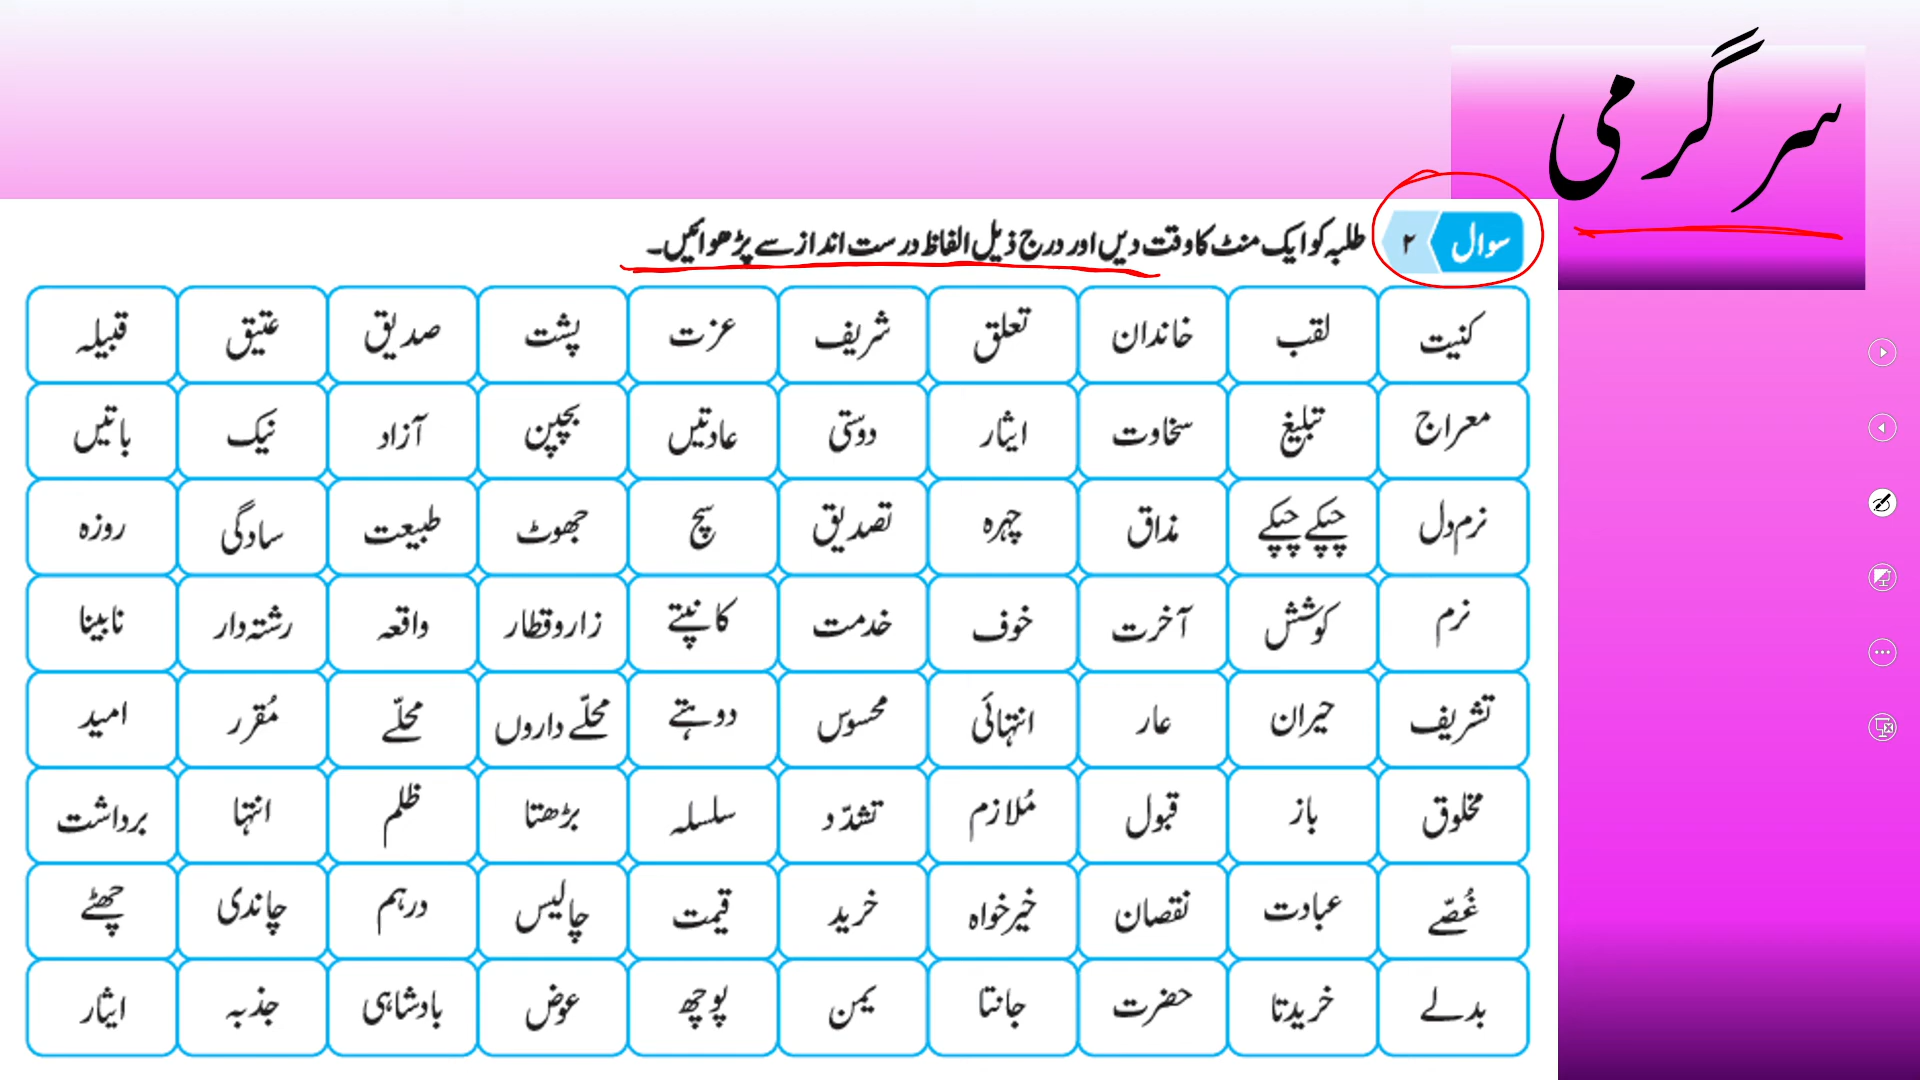 سرگرمی
سوال ۲ طلبہ کو ایک منٹ کا وقت دیں اور درج ذیل الفاظ درست انداز سے پڑھوائیں۔
کنیت لقب خاندان تعلق شریف عزت پشت صدیق عتیق قبیلہ
معراج تبلیغ سخاوت ایثار دوستی عادتیں بچپن آزاد نیک باتیں
نرم دل چپکے چپکے مذاق چہرہ تصدیق سچ جھوٹ طبیعت سادگی روزہ
نرم کوشش آخرت خوف خدمت کانپتے زار و قطار واقعہ رشتہ دار نابینا
تشریف حیران عار انتہائی محسوس دوہتے محلّے داروں محلّے مُقرر امید
مخلوق باز قبول مُلازم تشدّد سلسلہ بڑھتا ظلم انتہا برداشت
غُصّے عبادت نقصان خیرخواہ خرید قیمت چالیس درہم چاندی چھٹے
بدلے خریدتا حضرت جانتا یمن پوچھ عوض بادشاہی جذبہ ایثار